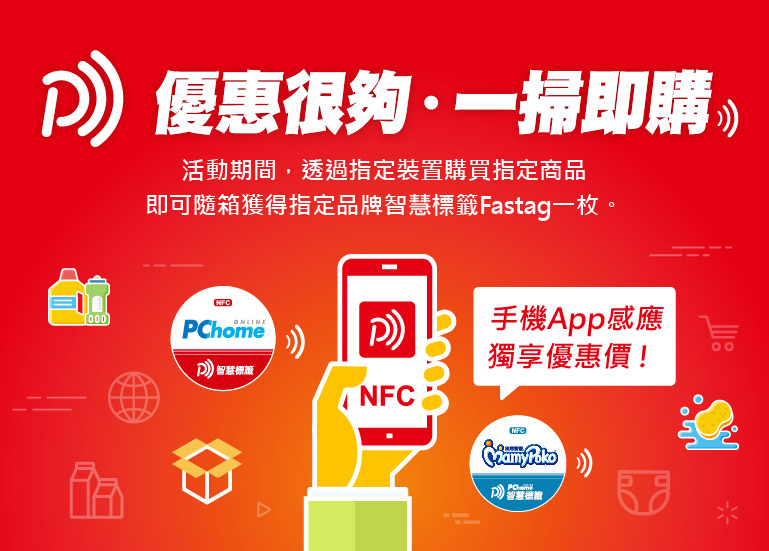 優惠很夠・一掃即購
活動期間，透過指定裝置購買指定商品
即可隨箱獲得指定品牌智慧標籤Fastag一枚。
NFC
PChome
ONLINE
智慧標籤
NFC
手機App感應
獨享優惠價！
NFC
MamyPoko
PChome
智慧標籤